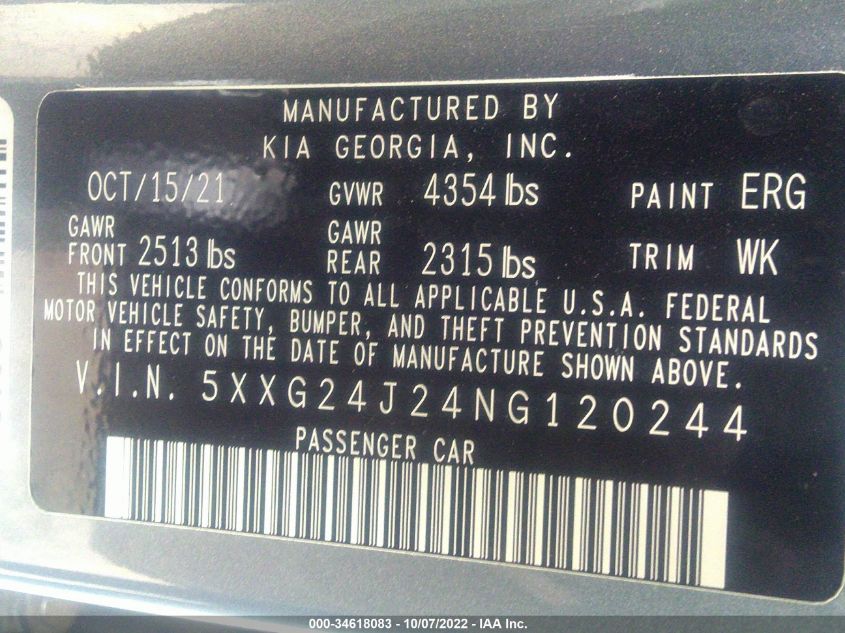 MANUFACTURED BY
KIA GEORGIA, INC.
OCT/15/21 GVWR 4354 lbs PAINT ERG
GAWR FRONT 2513 lbs GAWR REAR 2315 lbs TRIM WK
THIS VEHICLE CONFORMS TO ALL APPLICABLE U.S.A. FEDERAL
MOTOR VEHICLE SAFETY, BUMPER, AND THEFT PREVENTION STANDARDS
IN EFFECT ON THE DATE OF MANUFACTURE SHOWN ABOVE.
V.I.N. 5XXG24J24NG120244
PASSENGER CAR
000-34618083 - 10/07/2022 - IAA Inc.